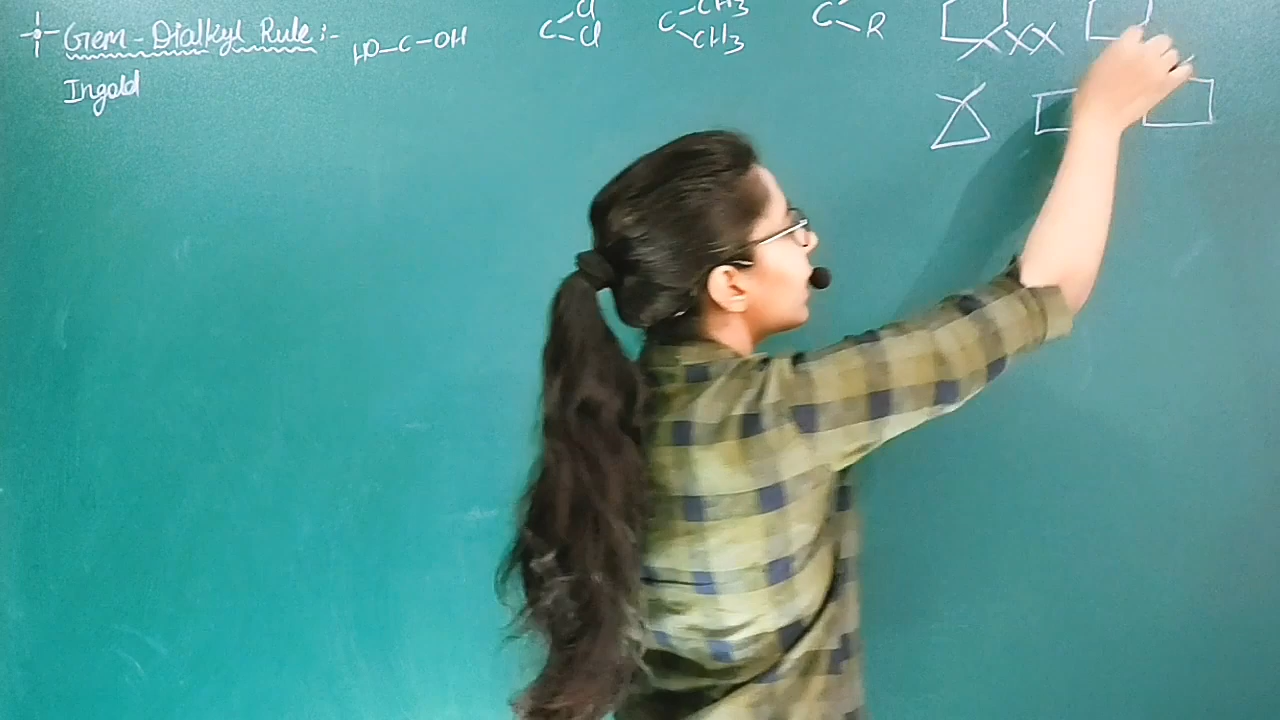 Gem-Dialkyl Rule:-
HO-C-OH
C Cl
Cl
C CH3
CH3
C R
Ingold